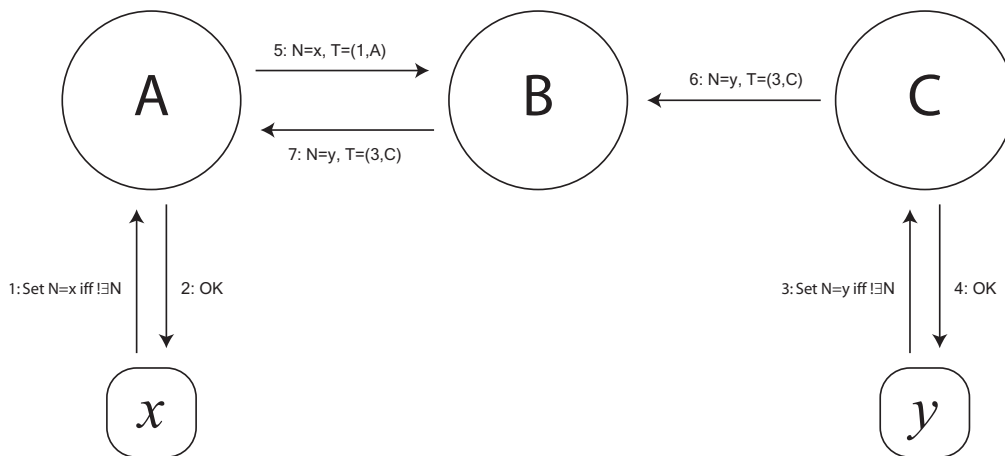 A
5: N=x, T=(1,A)
B
6: N=y, T=(3,C)
C
7: N=y, T=(3,C)
1: Set N=x iff !∃N
2: OK
3: Set N=y iff !∃N
4: OK
x
y